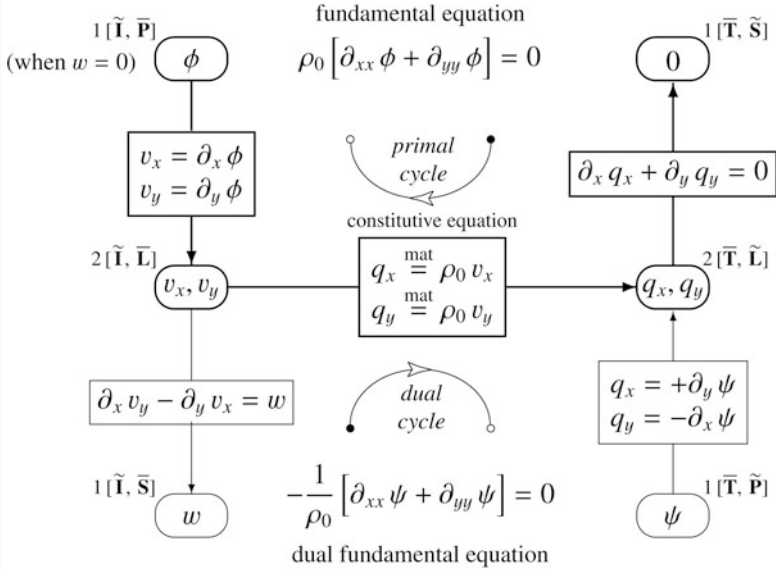 fundamental equation
1 [Ĩ, P̄]
(when w = 0)
ϕ
ρ₀ [∂ₓₓ ϕ + ∂ᵧᵧ ϕ] = 0
1 [T̄, S̃]
0
vₓ = ∂ₓ ϕ
vᵧ = ∂ᵧ ϕ
primal
cycle
∂ₓ qₓ + ∂ᵧ qᵧ = 0
constitutive equation
2 [Ĩ, L̄]
vₓ, vᵧ
mat
qₓ = ρ₀ vₓ
mat
qᵧ = ρ₀ vᵧ
2 [T̄, L̃]
qₓ, qᵧ
∂ₓ vᵧ − ∂ᵧ vₓ = w
dual
cycle
qₓ = +∂ᵧ ψ
qᵧ = −∂ₓ ψ
1 [Ĩ, S̄]
w
−1/ρ₀ [∂ₓₓ ψ + ∂ᵧᵧ ψ] = 0
1 [T̄, P̃]
ψ
dual fundamental equation